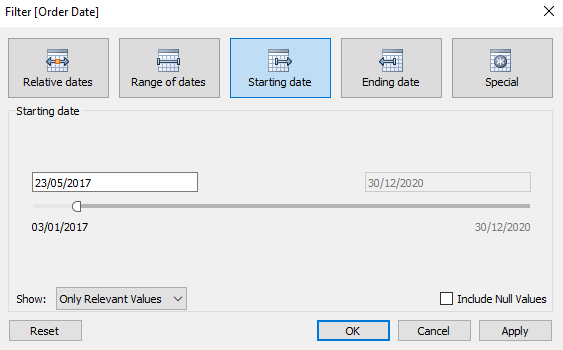 Filter [Order Date]
Relative dates
Range of dates
Starting date
Ending date
Special
Starting date
23/05/2017
30/12/2020
03/01/2017
30/12/2020
Show: Only Relevant Values
Include Null Values
Reset
OK
Cancel
Apply